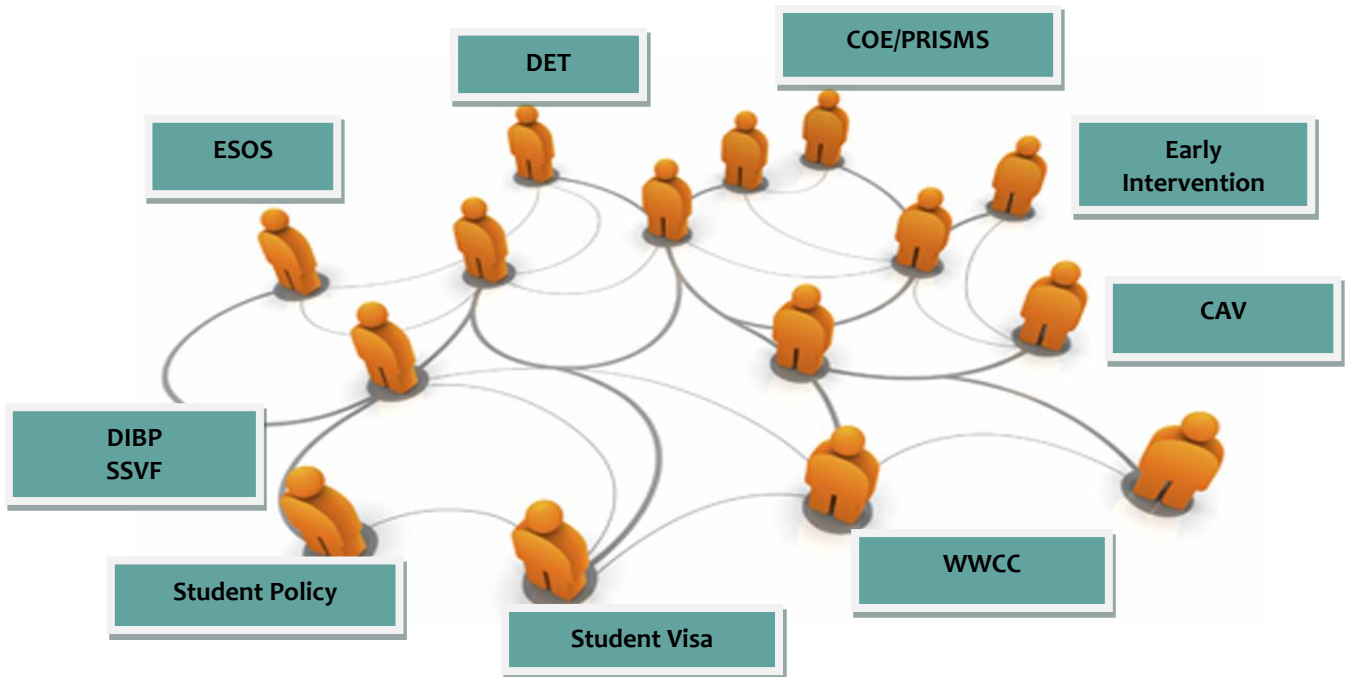 COE/PRISMS
DET
ESOS
Early
Intervention
CAV
DIBP
SSVF
WWCC
Student Policy
Student Visa